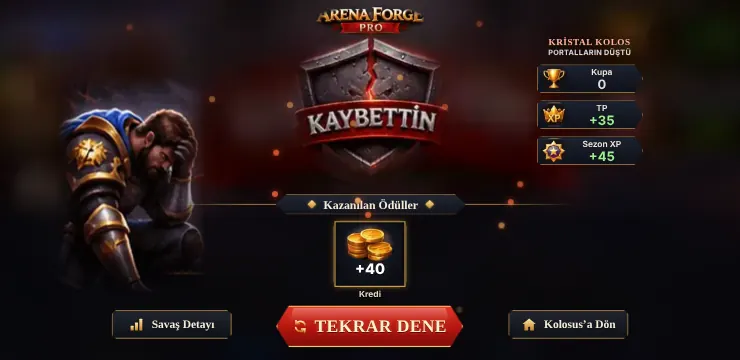 ARENA FORGE
PRO
KRİSTAL KOLOS
PORTALLARIN DÜŞTÜ
Kupa
0
XP
TP
+35
Sezon XP
+45
KAYBETTİN
Kazanılan Ödüller
+40
Kredi
Savaş Detayı
TEKRAR DENE
Kolosus'a Dön